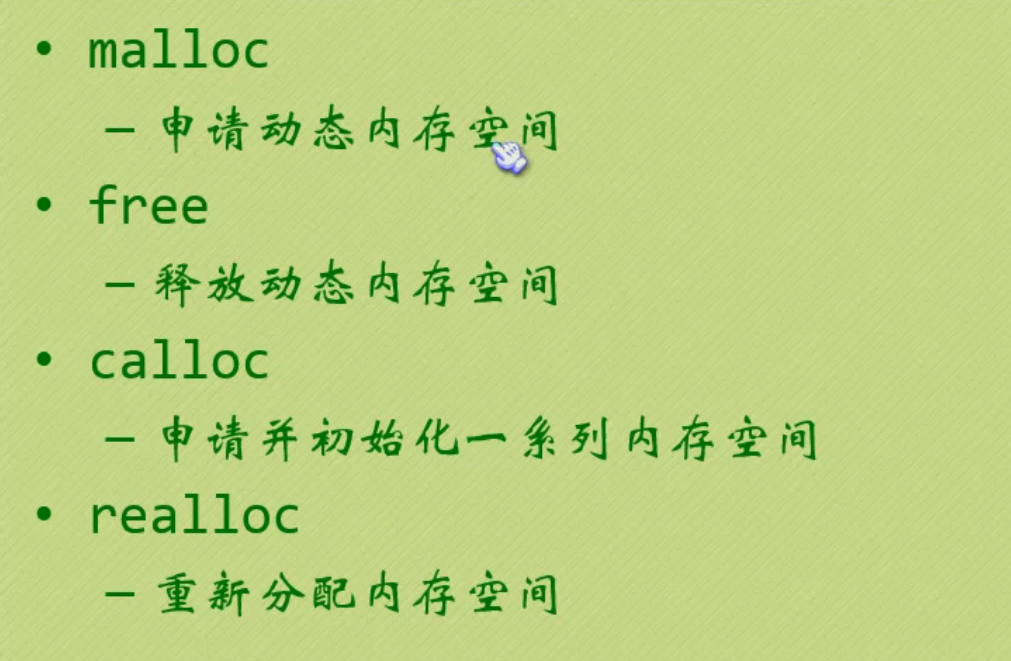 • malloc
– 申请动态内存空间
• free
– 释放动态内存空间
• calloc
– 申请并初始化一系列内存空间
• realloc
– 重新分配内存空间